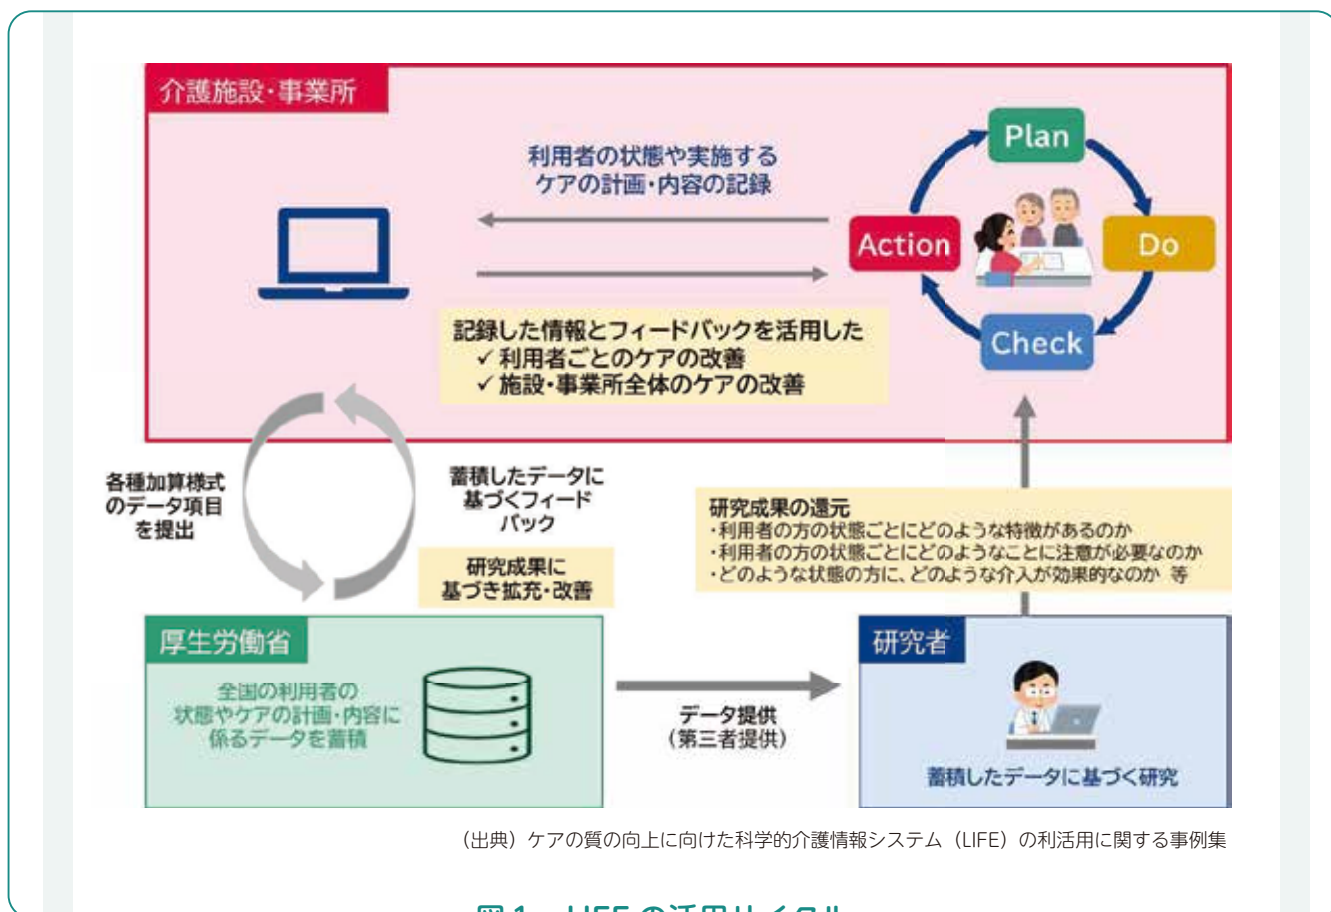 介護施設・事業所
利用者の状態や実施する
ケアの計画・内容の記録
Plan
Do
Check
Action
記録した情報とフィードバックを活用した
✓ 利用者ごとのケアの改善
✓ 施設・事業所全体のケアの改善
各種加算様式
のデータ項目
を提出
蓄積したデータに
基づくフィード
バック
研究成果に
基づき拡充・改善
研究成果の還元
・利用者の方の状態ごとにどのような特徴があるのか
・利用者の方の状態ごとにどのようなことに注意が必要なのか
・どのような状態の方に、どのような介入が効果的なのか 等
厚生労働省
全国の利用者の
状態やケアの計画・内容に
係るデータを蓄積
データ提供
（第三者提供）
研究者
蓄積したデータに基づく研究
（出典）ケアの質の向上に向けた科学的介護情報システム（LIFE）の利活用に関する事例集
図1 LIFEの活用サイクル